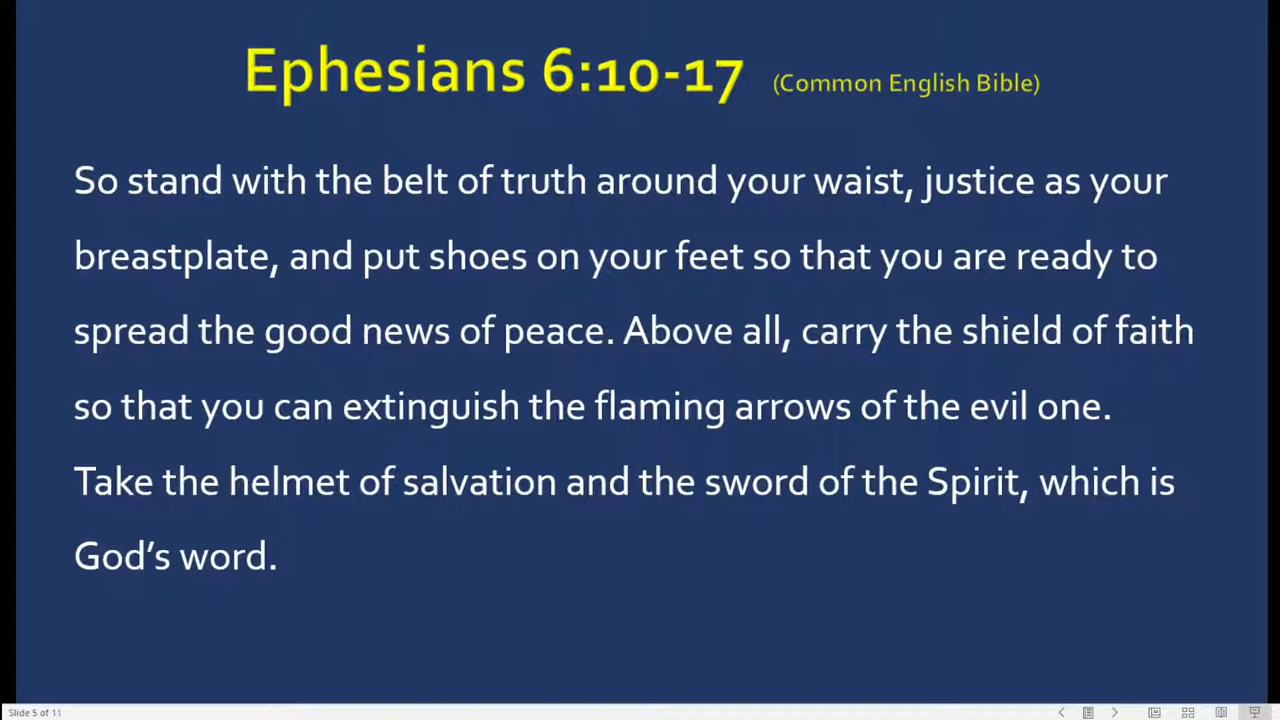 Ephesians 6:10-17 (Common English Bible)
So stand with the belt of truth around your waist, justice as your
breastplate, and put shoes on your feet so that you are ready to
spread the good news of peace. Above all, carry the shield of faith
so that you can extinguish the flaming arrows of the evil one.
Take the helmet of salvation and the sword of the Spirit, which is
God’s word.
Slide 5 of 11